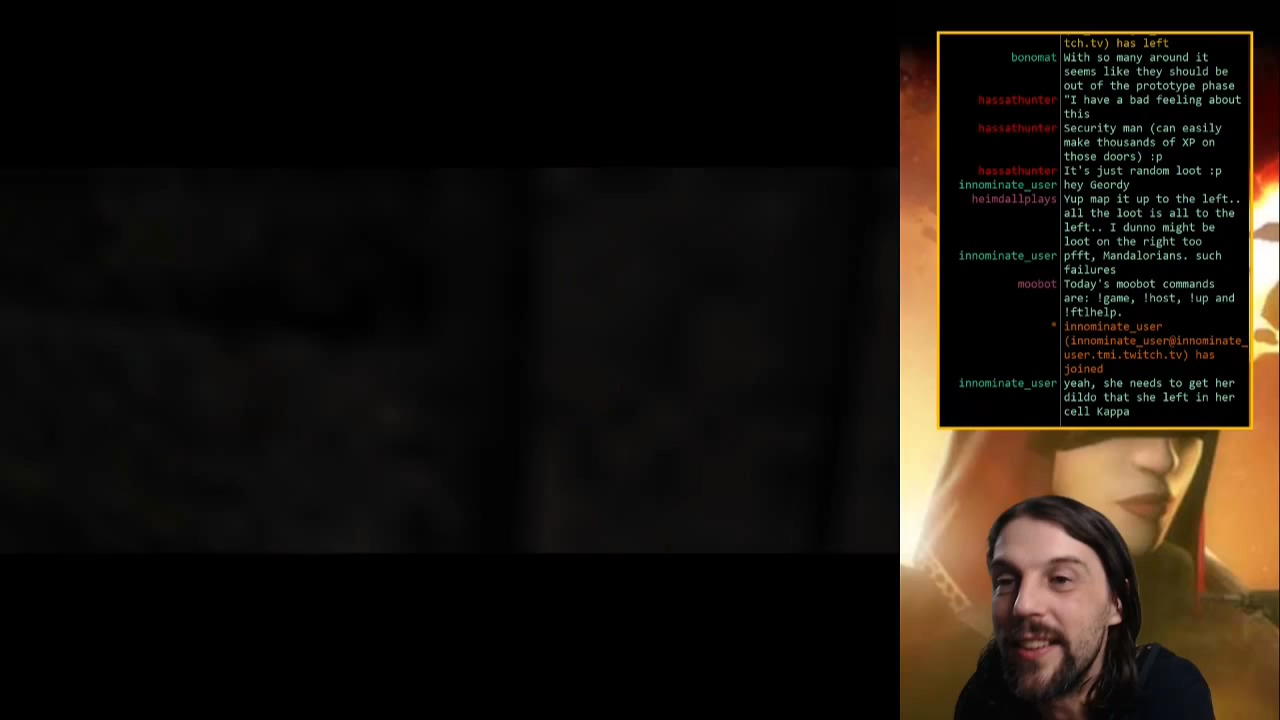 tch.tv) has left
bonomat With so many around it
seems like they should be
out of the prototype phase
hassathunter "I have a bad feeling about
this
hassathunter Security man (can easily
make thousands of XP on
those doors) :p
hassathunter It's just random loot :p
innominate_user hey Geordy
heimdallplays Yup map it up to the left..
all the loot is all to the
left.. I dunno might be
loot on the right too
innominate_user pfft, Mandalorians. such
failures
moobot Today's moobot commands
are: !game, !host, !up and
!ftlhelp.
* innominate_user
(innominate_user@innominate_
user.tmi.twitch.tv) has
joined
innominate_user yeah, she needs to get her
dildo that she left in her
cell Kappa